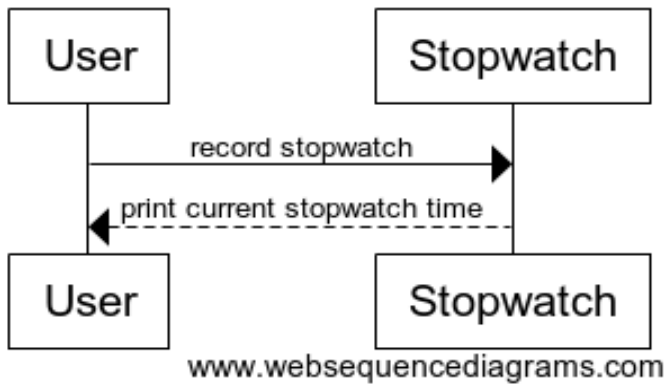 User Stopwatch
record stopwatch
print current stopwatch time
User Stopwatch
www.websequencediagrams.com